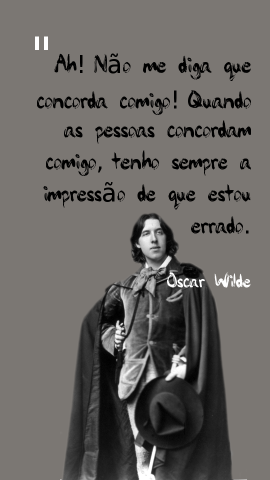 "
Ah! Não me diga que
concorda comigo! Quando
as pessoas concordam
comigo, tenho sempre a
impressão de que estou
errado.
Oscar Wilde